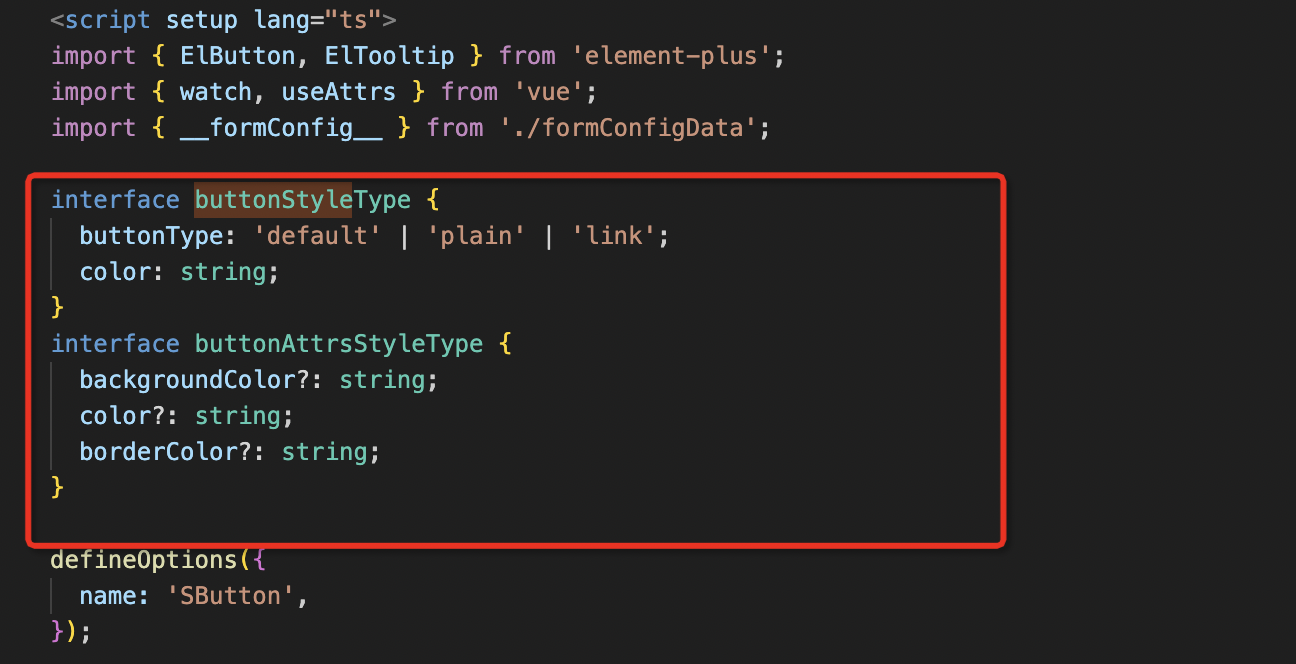 <script setup lang="ts">
import { ElButton, ElTooltip } from 'element-plus';
import { watch, useAttrs } from 'vue';
import { __formConfig__ } from './formConfigData';
interface buttonStyleType {
buttonType: 'default' | 'plain' | 'link';
color: string;
}
interface buttonAttrsStyleType {
backgroundColor?: string;
color?: string;
borderColor?: string;
}
defineOptions({
name: 'SButton',
});